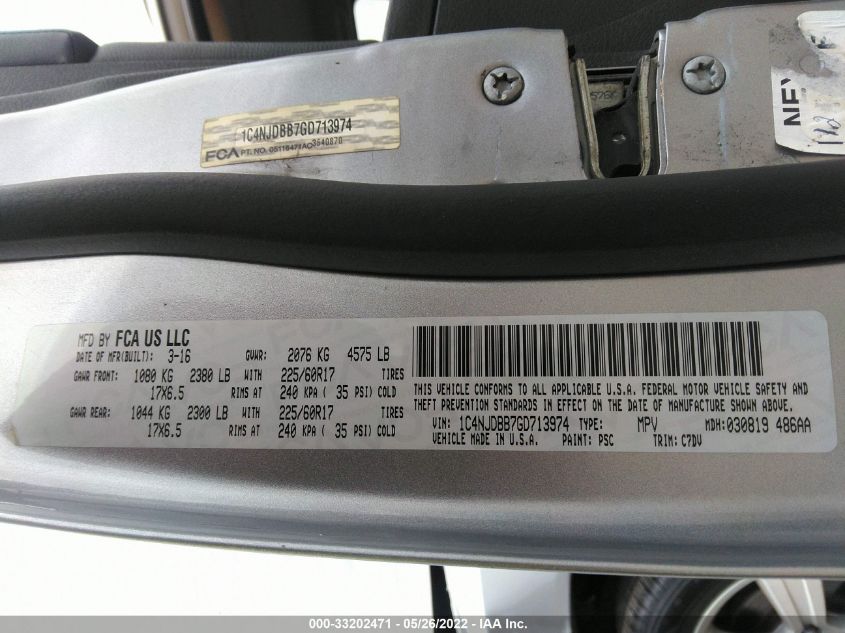 578C
NEX
1C4NJDBB7GD713974
FCA PT. NO. 05116471AC 3640870
MFD BY FCA US LLC
DATE OF MFR(BUILT): 3-16 GVWR: 2076 KG 4575 LB
GAWR FRONT: 1080 KG 2380 LB WITH 225/60R17 TIRES
17X6.5 RIMS AT 240 KPA ( 35 PSI) COLD
GAWR REAR: 1044 KG 2300 LB WITH 225/60R17 TIRES
17X6.5 RIMS AT 240 KPA ( 35 PSI) COLD
THIS VEHICLE CONFORMS TO ALL APPLICABLE U.S.A. FEDERAL MOTOR VEHICLE SAFETY AND
THEFT PREVENTION STANDARDS IN EFFECT ON THE DATE OF MANUFACTURE SHOWN ABOVE.
VIN: 1C4NJDBB7GD713974 TYPE: MPV MDH: 030819 486AA
VEHICLE MADE IN U.S.A. PAINT: PSC TRIM: C7DV
000-33202471 - 05/26/2022 - IAA Inc.